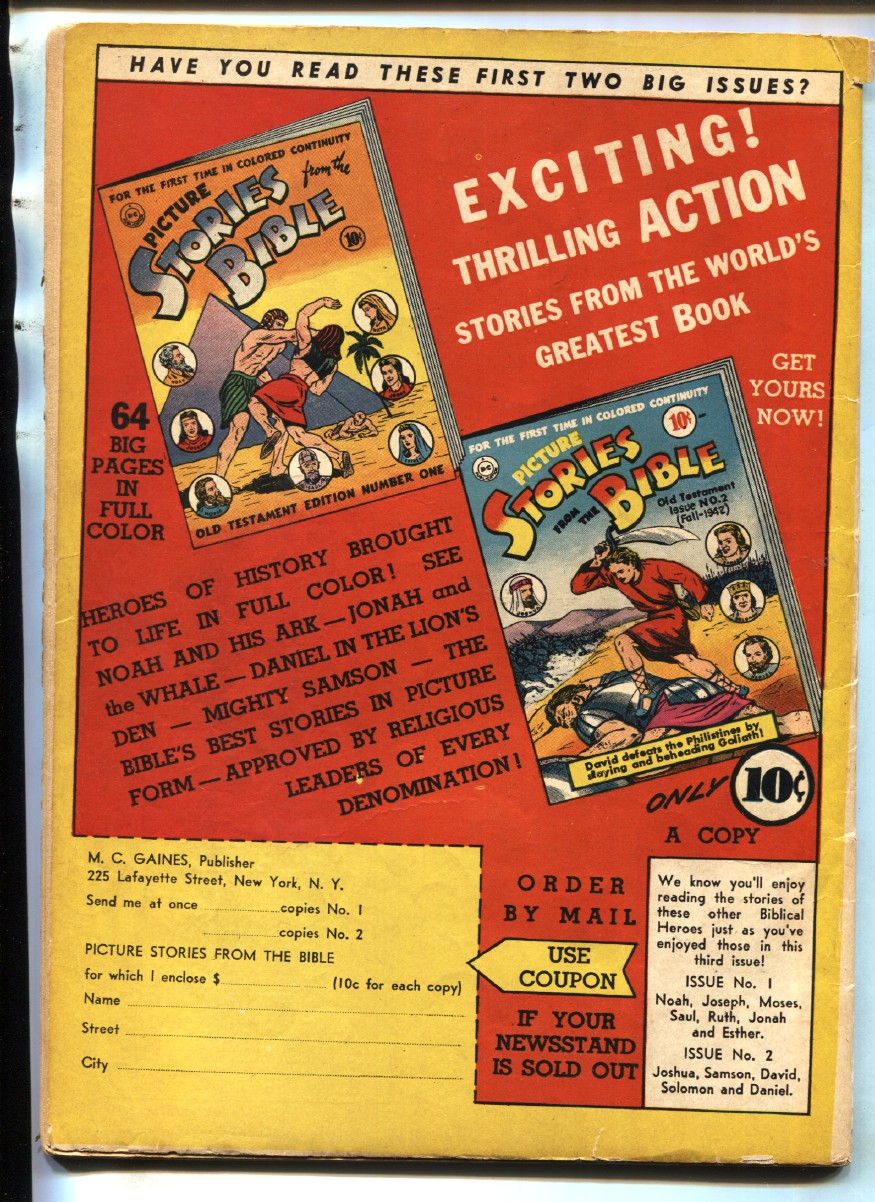 HAVE YOU READ THESE FIRST TWO BIG ISSUES?
FOR THE FIRST TIME IN COLORED CONTINUITY
DC
PICTURE
STORIES
from the
BIBLE
10¢
NOAH
RUTH
ESTHER
OLD TESTAMENT EDITION NUMBER ONE
EXCITING!
THRILLING ACTION
STORIES FROM THE WORLD'S
GREATEST BOOK
GET
YOURS
NOW!
64
BIG
PAGES
IN
FULL
COLOR
FOR THE FIRST TIME IN COLORED CONTINUITY
10¢
DC
PICTURE
STORIES
FROM THE
BIBLE
Old Testament
Issue NO.2
(Fall-1942)
SOLOMON
David defeats the Philistines by
slaying and beheading Goliath!
HEROES OF HISTORY BROUGHT
TO LIFE IN FULL COLOR! SEE
NOAH AND HIS ARK—JONAH and
the WHALE—DANIEL IN THE LION'S
DEN — MIGHTY SAMSON — THE
BIBLE'S BEST STORIES IN PICTURE
FORM—APPROVED BY RELIGIOUS
LEADERS OF EVERY
DENOMINATION!
ONLY 10¢
A COPY
M. C. GAINES, Publisher
225 Lafayette Street, New York, N. Y.
Send me at once copies No. 1
copies No. 2
PICTURE STORIES FROM THE BIBLE
for which I enclose $ (10c for each copy)
Name
Street
City
ORDER
BY MAIL
USE
COUPON
IF YOUR
NEWSSTAND
IS SOLD OUT
We know you'll enjoy
reading the stories of
these other Biblical
Heroes just as you've
enjoyed those in this
third issue!
ISSUE No. 1
Noah, Joseph, Moses,
Saul, Ruth, Jonah
and Esther.
ISSUE No. 2
Joshua, Samson, David,
Solomon and Daniel.